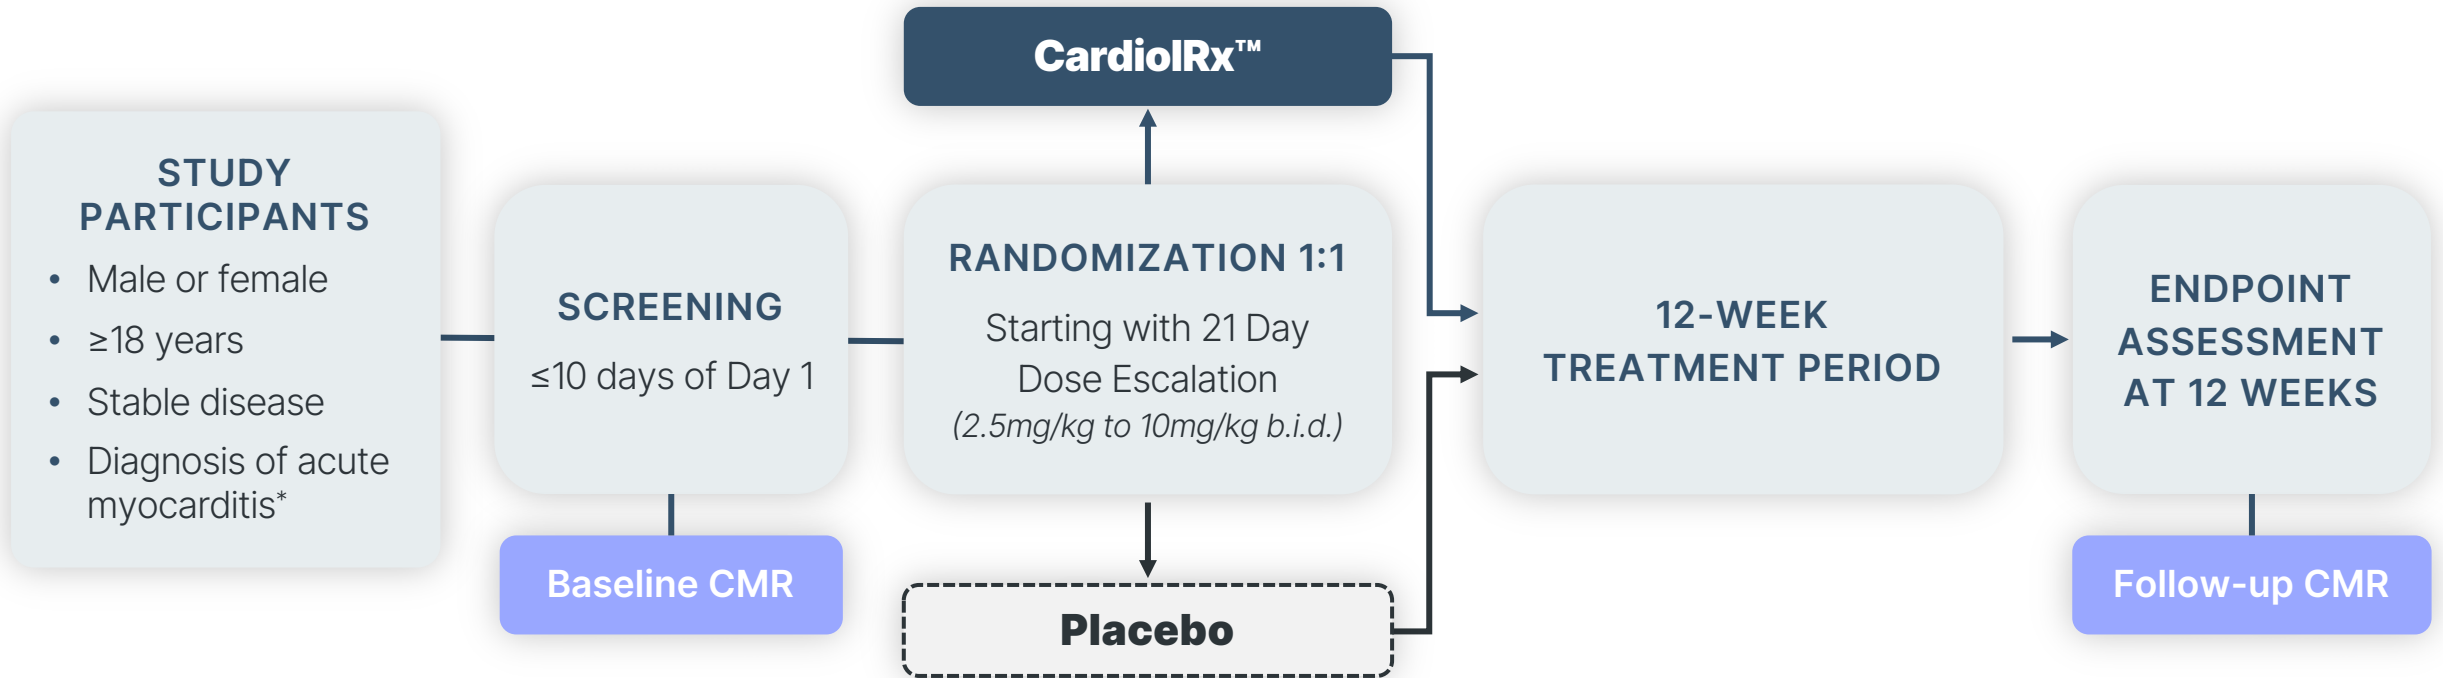 STUDY
PARTICIPANTS
• Male or female
• ≥18 years
• Stable disease
• Diagnosis of acute
myocarditis*
SCREENING
≤10 days of Day 1
Baseline CMR
CardiolRx™
RANDOMIZATION 1:1
Starting with 21 Day
Dose Escalation
(2.5mg/kg to 10mg/kg b.i.d.)
Placebo
12-WEEK
TREATMENT PERIOD
ENDPOINT
ASSESSMENT
AT 12 WEEKS
Follow-up CMR